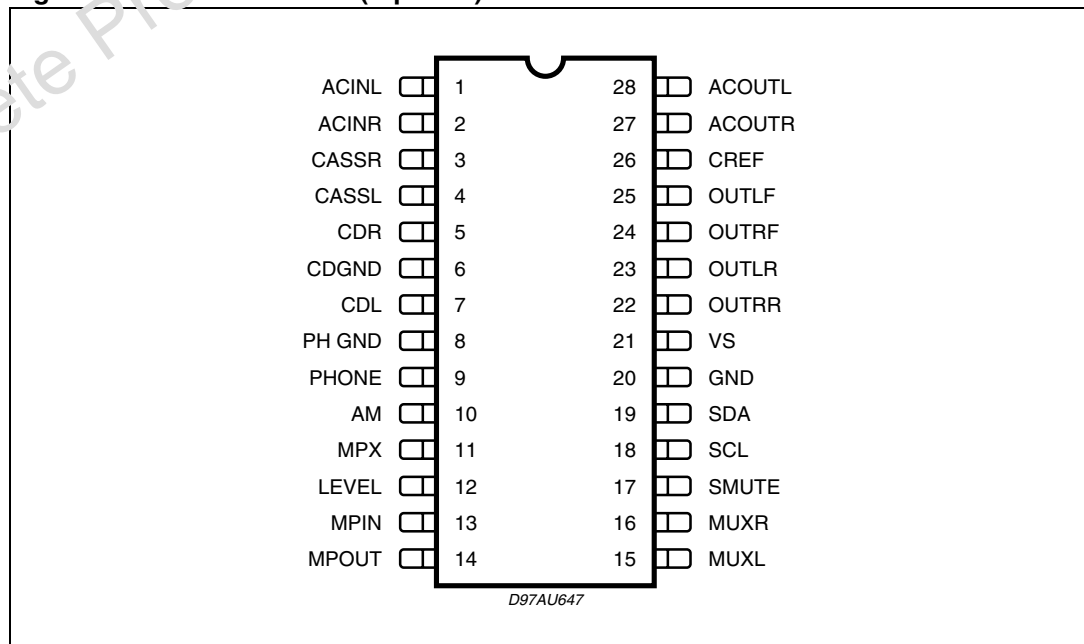 ACINL 1 28 ACOUTL
ACINR 2 27 ACOUTR
CASSR 3 26 CREF
CASSL 4 25 OUTLF
CDR 5 24 OUTRF
CDGND 6 23 OUTLR
CDL 7 22 OUTRR
PH GND 8 21 VS
PHONE 9 20 GND
AM 10 19 SDA
MPX 11 18 SCL
LEVEL 12 17 SMUTE
MPIN 13 16 MUXR
MPOUT 14 15 MUXL
D97AU647